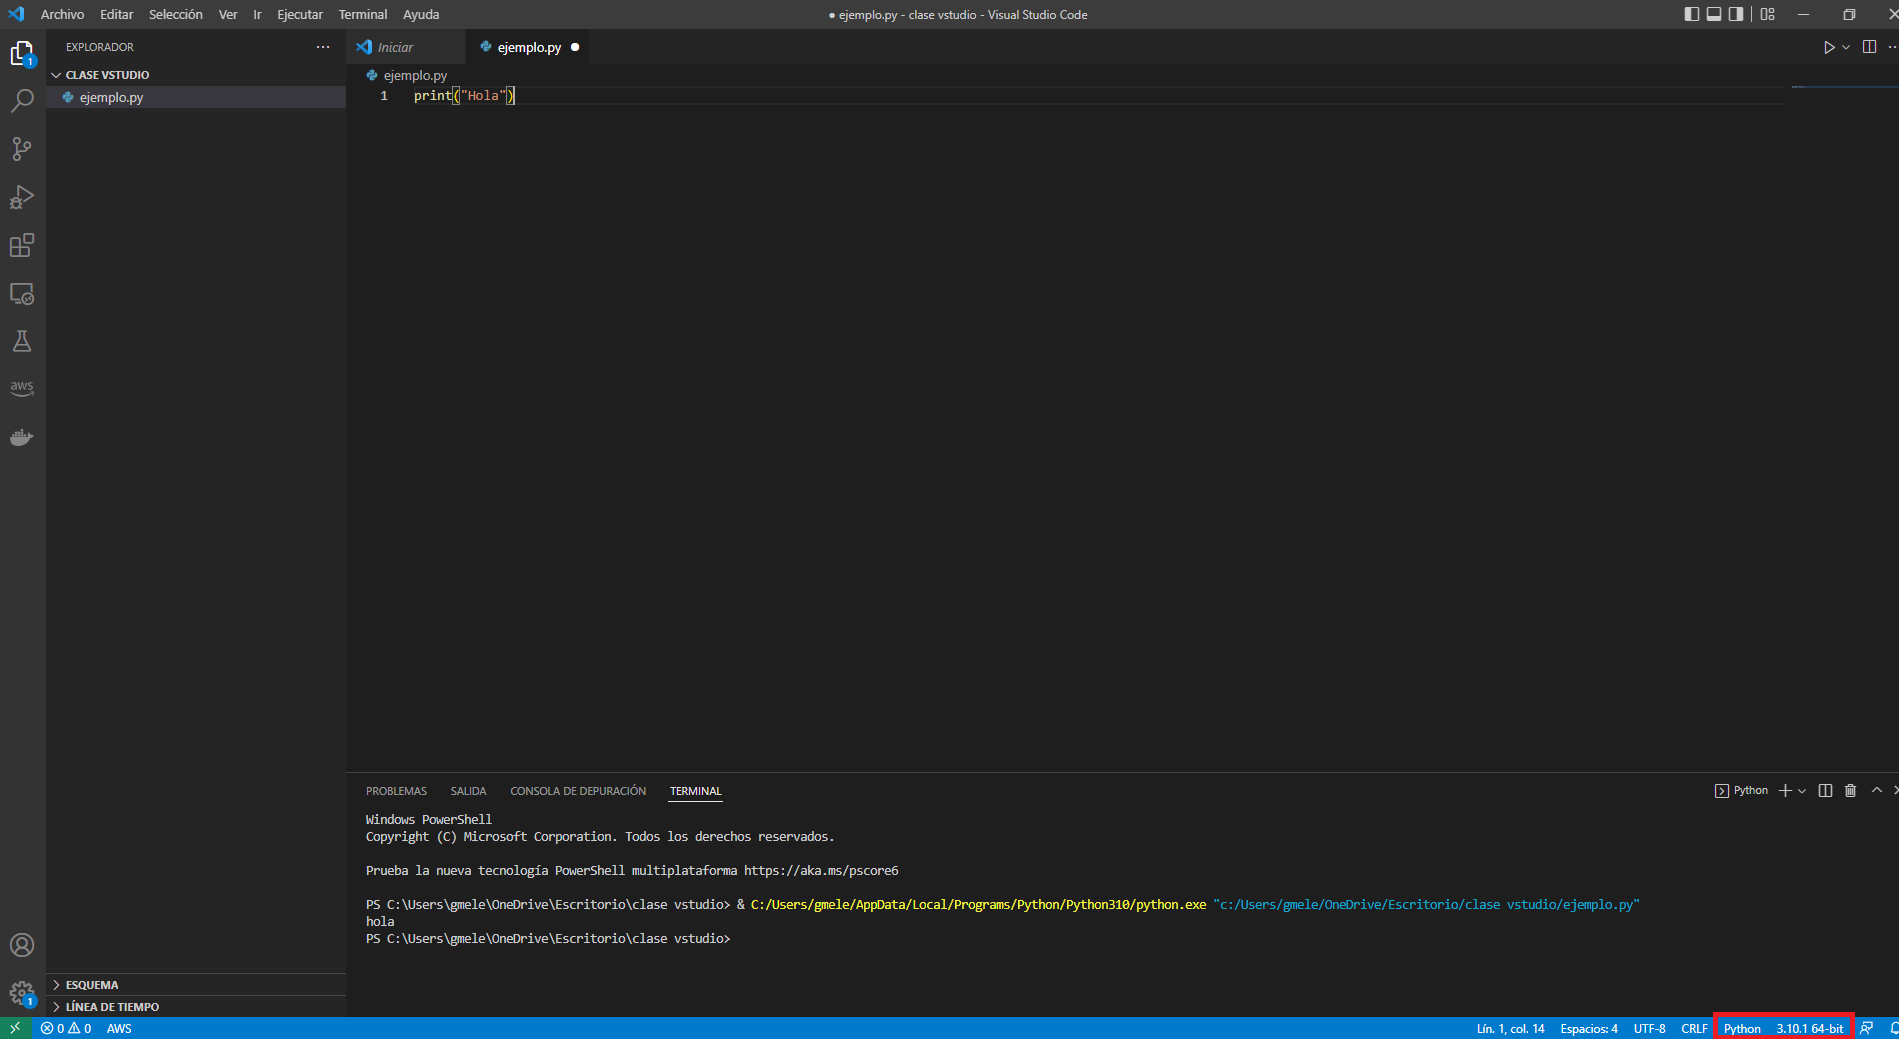 Archivo Editar Selección Ver Ir Ejecutar Terminal Ayuda
● ejemplo.py - clase vstudio - Visual Studio Code
1
EXPLORADOR
CLASE VSTUDIO
ejemplo.py
aws
1
ESQUEMA
LÍNEA DE TIEMPO
Iniciar
ejemplo.py
ejemplo.py
1 print("Hola")
PROBLEMAS SALIDA CONSOLA DE DEPURACIÓN TERMINAL
Python
Windows PowerShell
Copyright (C) Microsoft Corporation. Todos los derechos reservados.
Prueba la nueva tecnología PowerShell multiplataforma https://aka.ms/pscore6
PS C:\Users\gmele\OneDrive\Escritorio\clase vstudio> & C:/Users/gmele/AppData/Local/Programs/Python/Python310/python.exe "c:/Users/gmele/OneDrive/Escritorio/clase vstudio/ejemplo.py"
hola
PS C:\Users\gmele\OneDrive\Escritorio\clase vstudio>
0 0 AWS
Lín. 1, col. 14 Espacios: 4 UTF-8 CRLF Python 3.10.1 64-bit